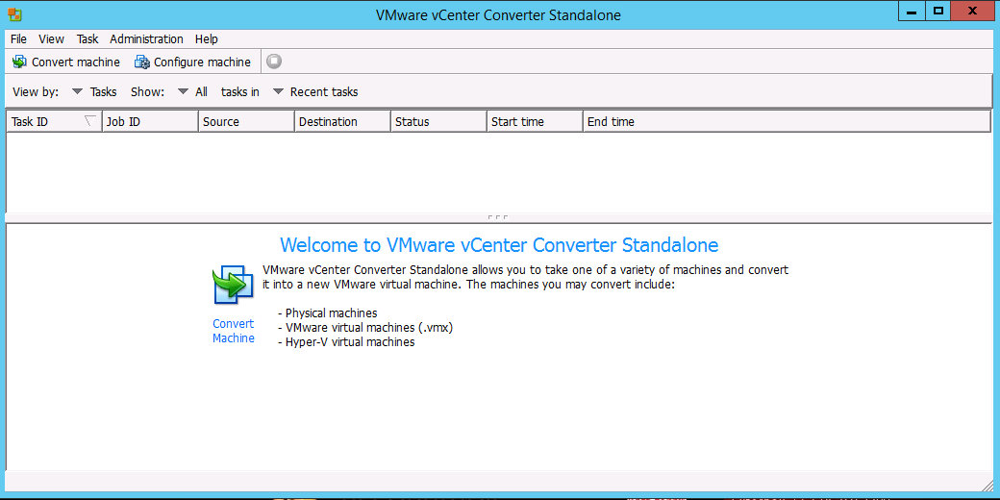 VMware vCenter Converter Standalone
File View Task Administration Help
Convert machine Configure machine
View by: Tasks Show: All tasks in Recent tasks
Task ID Job ID Source Destination Status Start time End time
Welcome to VMware vCenter Converter Standalone
VMware vCenter Converter Standalone allows you to take one of a variety of machines and convert
it into a new VMware virtual machine. The machines you may convert include:
- Physical machines
- VMware virtual machines (.vmx)
- Hyper-V virtual machines
Convert
Machine